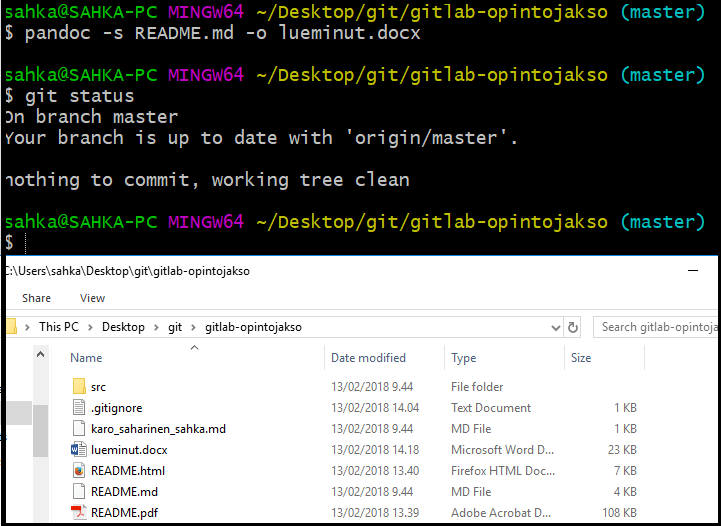 sahka@SAHKA-PC MINGW64 ~/Desktop/git/gitlab-opintojakso (master)
$ pandoc -s README.md -o lueminut.docx
sahka@SAHKA-PC MINGW64 ~/Desktop/git/gitlab-opintojakso (master)
$ git status
On branch master
Your branch is up to date with 'origin/master'.
nothing to commit, working tree clean
sahka@SAHKA-PC MINGW64 ~/Desktop/git/gitlab-opintojakso (master)
$
C:\Users\sahka\Desktop\git\gitlab-opintojakso
Share View
This PC > Desktop > git > gitlab-opintojakso Search gitlab-opintoja
Name Date modified Type Size
src 13/02/2018 9.44 File folder
.gitignore 13/02/2018 14.04 Text Document 1 KB
karo_saharinen_sahka.md 13/02/2018 9.44 MD File 1 KB
lueminut.docx 13/02/2018 14.18 Microsoft Word D... 23 KB
README.html 13/02/2018 13.40 Firefox HTML Doc... 7 KB
README.md 13/02/2018 9.44 MD File 4 KB
README.pdf 13/02/2018 13.39 Adobe Acrobat D... 108 KB